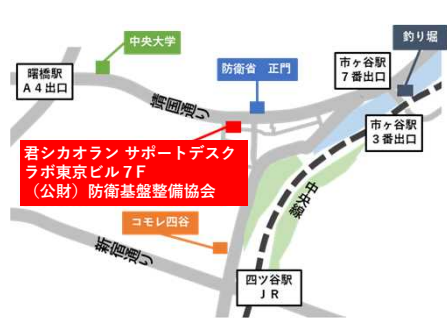 釣り堀
中央大学
曙橋駅
A４出口
防衛省 正門
市ヶ谷駅
７番出口
靖国通り
市ヶ谷駅
３番出口
君シカオラン サポートデスク
ラポ東京ビル７F
（公財）防衛基盤整備協会
中央線
コモレ四谷
新宿通り
四ツ谷駅
ＪＲ